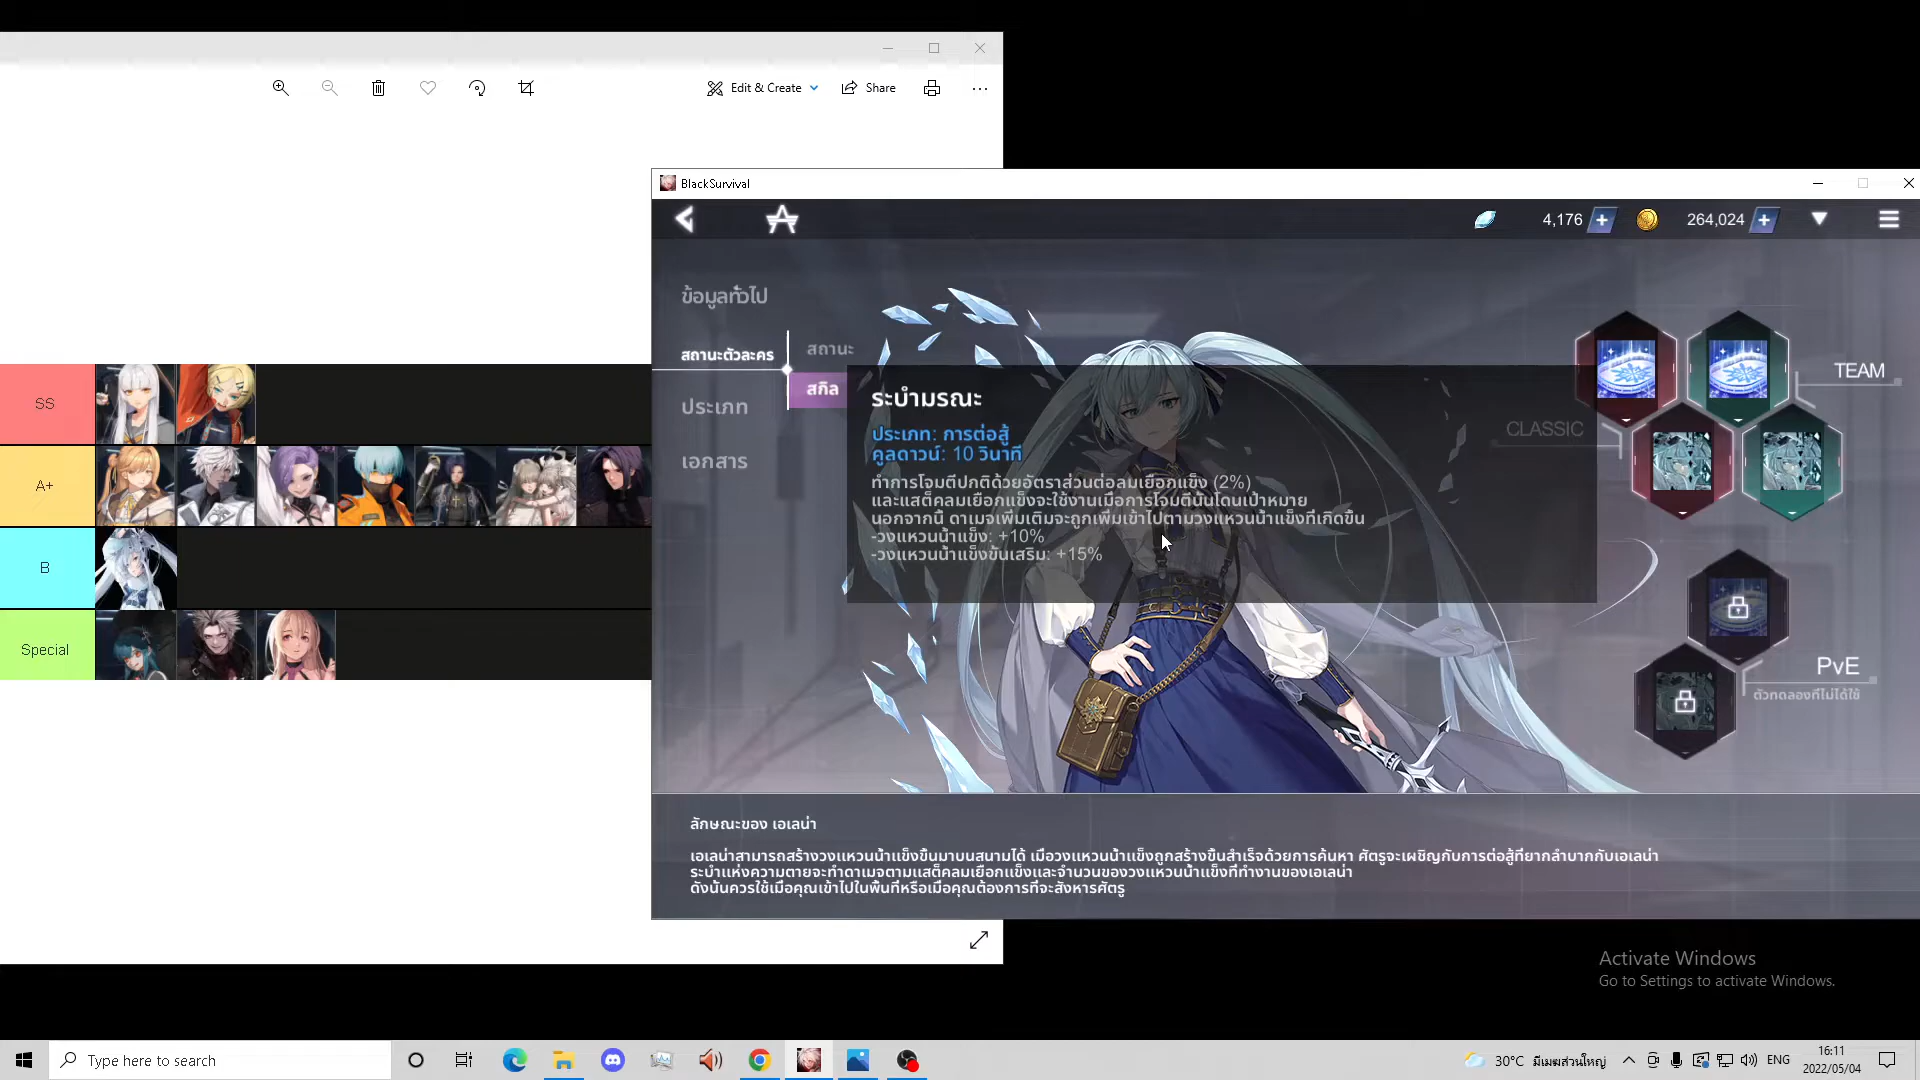 Edit & Create
Share
BlackSurvival
4,176
264,024
ข้อมูลทั่วไป
สถานะตัวละคร
สถานะ
สกิล
ประเภท
เอกสาร
ระบำมรณะ
ประเภท: การต่อสู้
คูลดาวน์: 10 วินาที
ทำการโจมตีปกติด้วยอัตราส่วนต่อลมเยือกแข็ง (2%)
และแสต็คลมเยือกแข็งจะใช้งานเมื่อการโจมตีนั้นโดนเป้าหมาย
นอกจากนี้ ดาเมจเพิ่มเติมจะถูกเพิ่มเข้าไปตามวงแหวนน้ำแข็งที่เกิดขึ้น
-วงแหวนน้ำแข็ง: +10%
-วงแหวนน้ำแข็งขั้นเสริม: +15%
TEAM
CLASSIC
PvE
ตัวทดลองที่ไม่ได้ใช้
SS
A+
B
Special
ลักษณะของ เอเลน่า
เอเลน่าสามารถสร้างวงแหวนน้ำแข็งขึ้นมาบนสนามได้ เมื่อวงแหวนน้ำแข็งถูกสร้างขึ้นสำเร็จด้วยการค้นหา ศัตรูจะเผชิญกับการต่อสู้ที่ยากลำบากกับเอเลน่า
ระบำแห่งความตายจะทำดาเมจตามแสต็คลมเยือกแข็งและจำนวนของวงแหวนน้ำแข็งที่ทำงานของเอเลน่า
ดังนั้นควรใช้เมื่อคุณเข้าไปในพื้นที่หรือเมื่อคุณต้องการที่จะสังหารศัตรู
Activate Windows
Go to Settings to activate Windows.
Type here to search
30°C มีเมฆส่วนใหญ่
ENG
16:11
2022/05/04